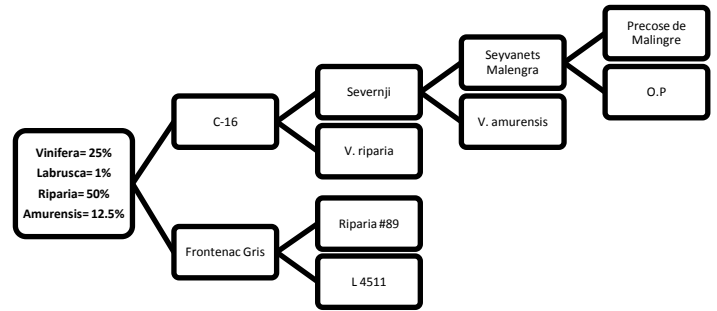 Precose de
Malingre
Seyvanets
Malengra
O.P
Severnji
V. amurensis
C-16
V. riparia
Vinifera= 25%
Labrusca= 1%
Riparia= 50%
Amurensis= 12.5%
Riparia #89
Frontenac Gris
L 4511